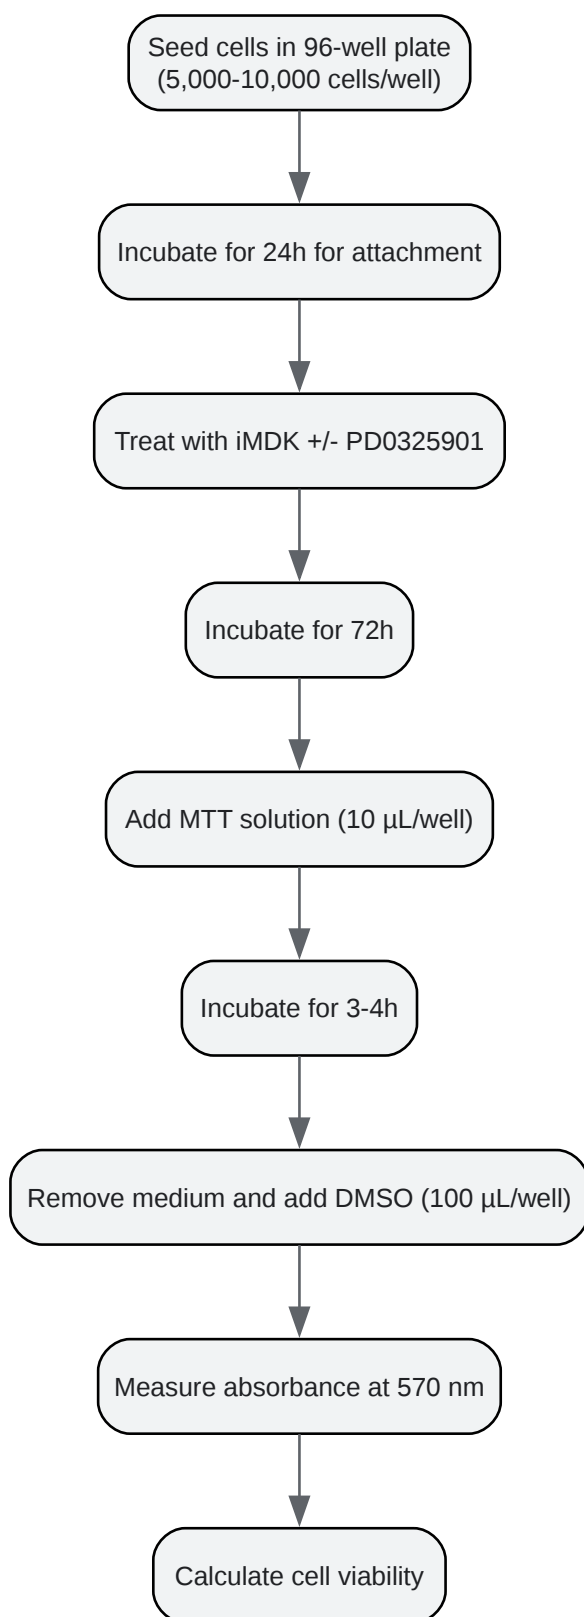 Seed cells in 96-well plate
(5,000-10,000 cells/well)
Incubate for 24h for attachment
Treat with iMDK +/- PD0325901
Incubate for 72h
Add MTT solution (10 µL/well)
Incubate for 3-4h
Remove medium and add DMSO (100 µL/well)
Measure absorbance at 570 nm
Calculate cell viability